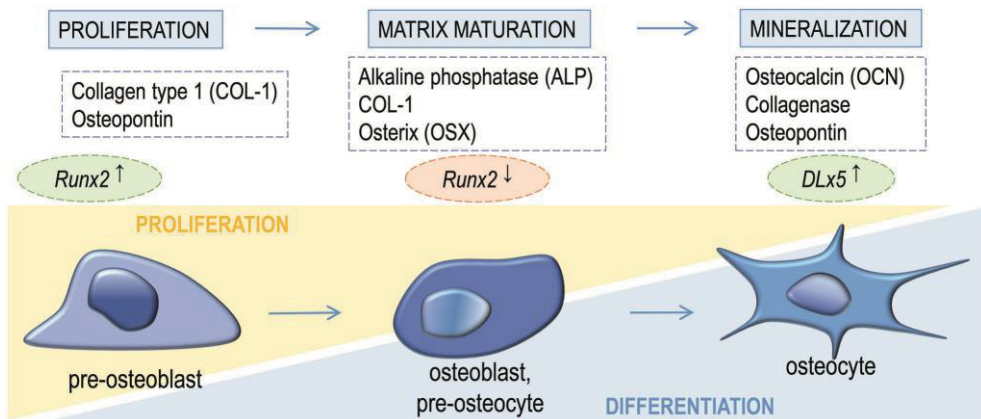 PROLIFERATION
MATRIX MATURATION
MINERALIZATION
Collagen type 1 (COL-1)
Osteopontin
Alkaline phosphatase (ALP)
COL-1
Osterix (OSX)
Osteocalcin (OCN)
Collagenase
Osteopontin
Runx2 ↑
Runx2 ↓
DLx5 ↑
PROLIFERATION
pre-osteoblast
osteoblast,
pre-osteocyte
osteocyte
DIFFERENTIATION